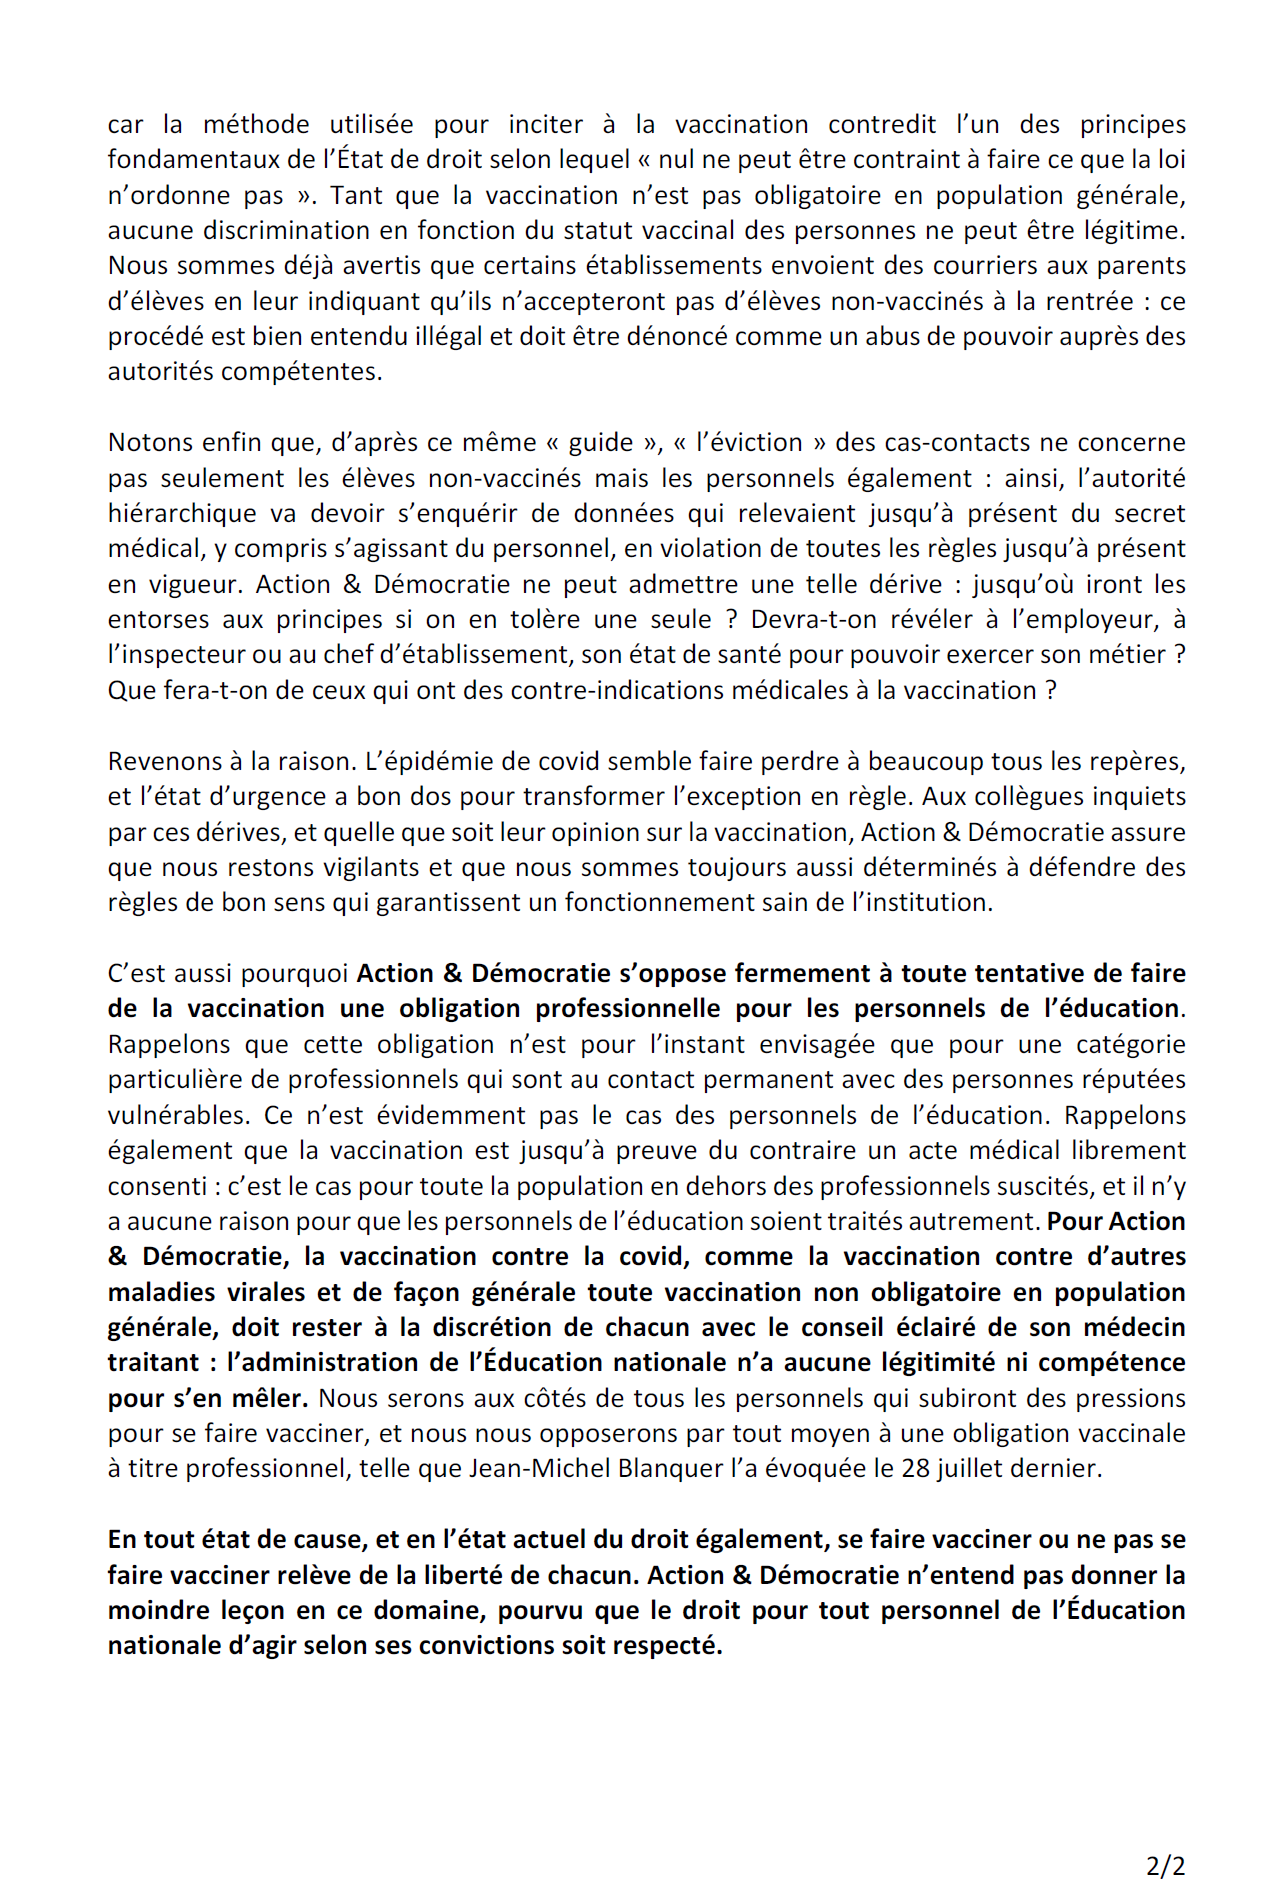 car la méthode utilisée pour inciter à la vaccination contredit l’un des principes
fondamentaux de l’État de droit selon lequel « nul ne peut être contraint à faire ce que la loi
n’ordonne pas ». Tant que la vaccination n’est pas obligatoire en population générale,
aucune discrimination en fonction du statut vaccinal des personnes ne peut être légitime.
Nous sommes déjà avertis que certains établissements envoient des courriers aux parents
d’élèves en leur indiquant qu’ils n’accepteront pas d’élèves non-vaccinés à la rentrée : ce
procédé est bien entendu illégal et doit être dénoncé comme un abus de pouvoir auprès des
autorités compétentes.
Notons enfin que, d’après ce même « guide », « l’éviction » des cas-contacts ne concerne
pas seulement les élèves non-vaccinés mais les personnels également : ainsi, l’autorité
hiérarchique va devoir s’enquérir de données qui relevaient jusqu’à présent du secret
médical, y compris s’agissant du personnel, en violation de toutes les règles jusqu’à présent
en vigueur. Action & Démocratie ne peut admettre une telle dérive : jusqu’où iront les
entorses aux principes si on en tolère une seule ? Devra-t-on révéler à l’employeur, à
l’inspecteur ou au chef d’établissement, son état de santé pour pouvoir exercer son métier ?
Que fera-t-on de ceux qui ont des contre-indications médicales à la vaccination ?
Revenons à la raison. L’épidémie de covid semble faire perdre à beaucoup tous les repères,
et l’état d’urgence a bon dos pour transformer l’exception en règle. Aux collègues inquiets
par ces dérives, et quelle que soit leur opinion sur la vaccination, Action & Démocratie assure
que nous restons vigilants et que nous sommes toujours aussi déterminés à défendre des
règles de bon sens qui garantissent un fonctionnement sain de l’institution.
C’est aussi pourquoi Action & Démocratie s’oppose fermement à toute tentative de faire
de la vaccination une obligation professionnelle pour les personnels de l’éducation.
Rappelons que cette obligation n’est pour l’instant envisagée que pour une catégorie
particulière de professionnels qui sont au contact permanent avec des personnes réputées
vulnérables. Ce n’est évidemment pas le cas des personnels de l’éducation. Rappelons
également que la vaccination est jusqu’à preuve du contraire un acte médical librement
consenti : c’est le cas pour toute la population en dehors des professionnels suscités, et il n’y
a aucune raison pour que les personnels de l’éducation soient traités autrement. Pour Action
& Démocratie, la vaccination contre la covid, comme la vaccination contre d’autres
maladies virales et de façon générale toute vaccination non obligatoire en population
générale, doit rester à la discrétion de chacun avec le conseil éclairé de son médecin
traitant : l’administration de l’Éducation nationale n’a aucune légitimité ni compétence
pour s’en mêler. Nous serons aux côtés de tous les personnels qui subiront des pressions
pour se faire vacciner, et nous nous opposerons par tout moyen à une obligation vaccinale
à titre professionnel, telle que Jean-Michel Blanquer l’a évoquée le 28 juillet dernier.
En tout état de cause, et en l’état actuel du droit également, se faire vacciner ou ne pas se
faire vacciner relève de la liberté de chacun. Action & Démocratie n’entend pas donner la
moindre leçon en ce domaine, pourvu que le droit pour tout personnel de l’Éducation
nationale d’agir selon ses convictions soit respecté.
2/2